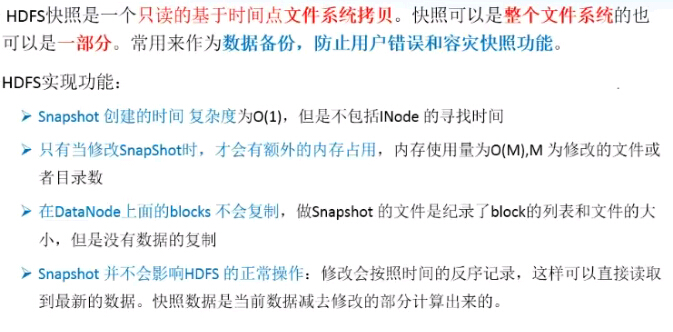 HDFS快照是一个只读的基于时间点文件系统拷贝。快照可以是整个文件系统的也
可以是一部分。常用来作为数据备份，防止用户错误和容灾快照功能。
HDFS实现功能：
➢ Snapshot 创建的时间 复杂度为O(1)，但是不包括INode 的寻找时间
➢ 只有当修改SnapShot时，才会有额外的内存占用，内存使用量为O(M),M 为修改的文件或
者目录数
➢ 在DataNode上面的blocks 不会复制，做Snapshot 的文件是纪录了block的列表和文件的大
小，但是没有数据的复制
➢ Snapshot 并不会影响HDFS 的正常操作：修改会按照时间的反序记录，这样可以直接读取
到最新的数据。快照数据是当前数据减去修改的部分计算出来的。